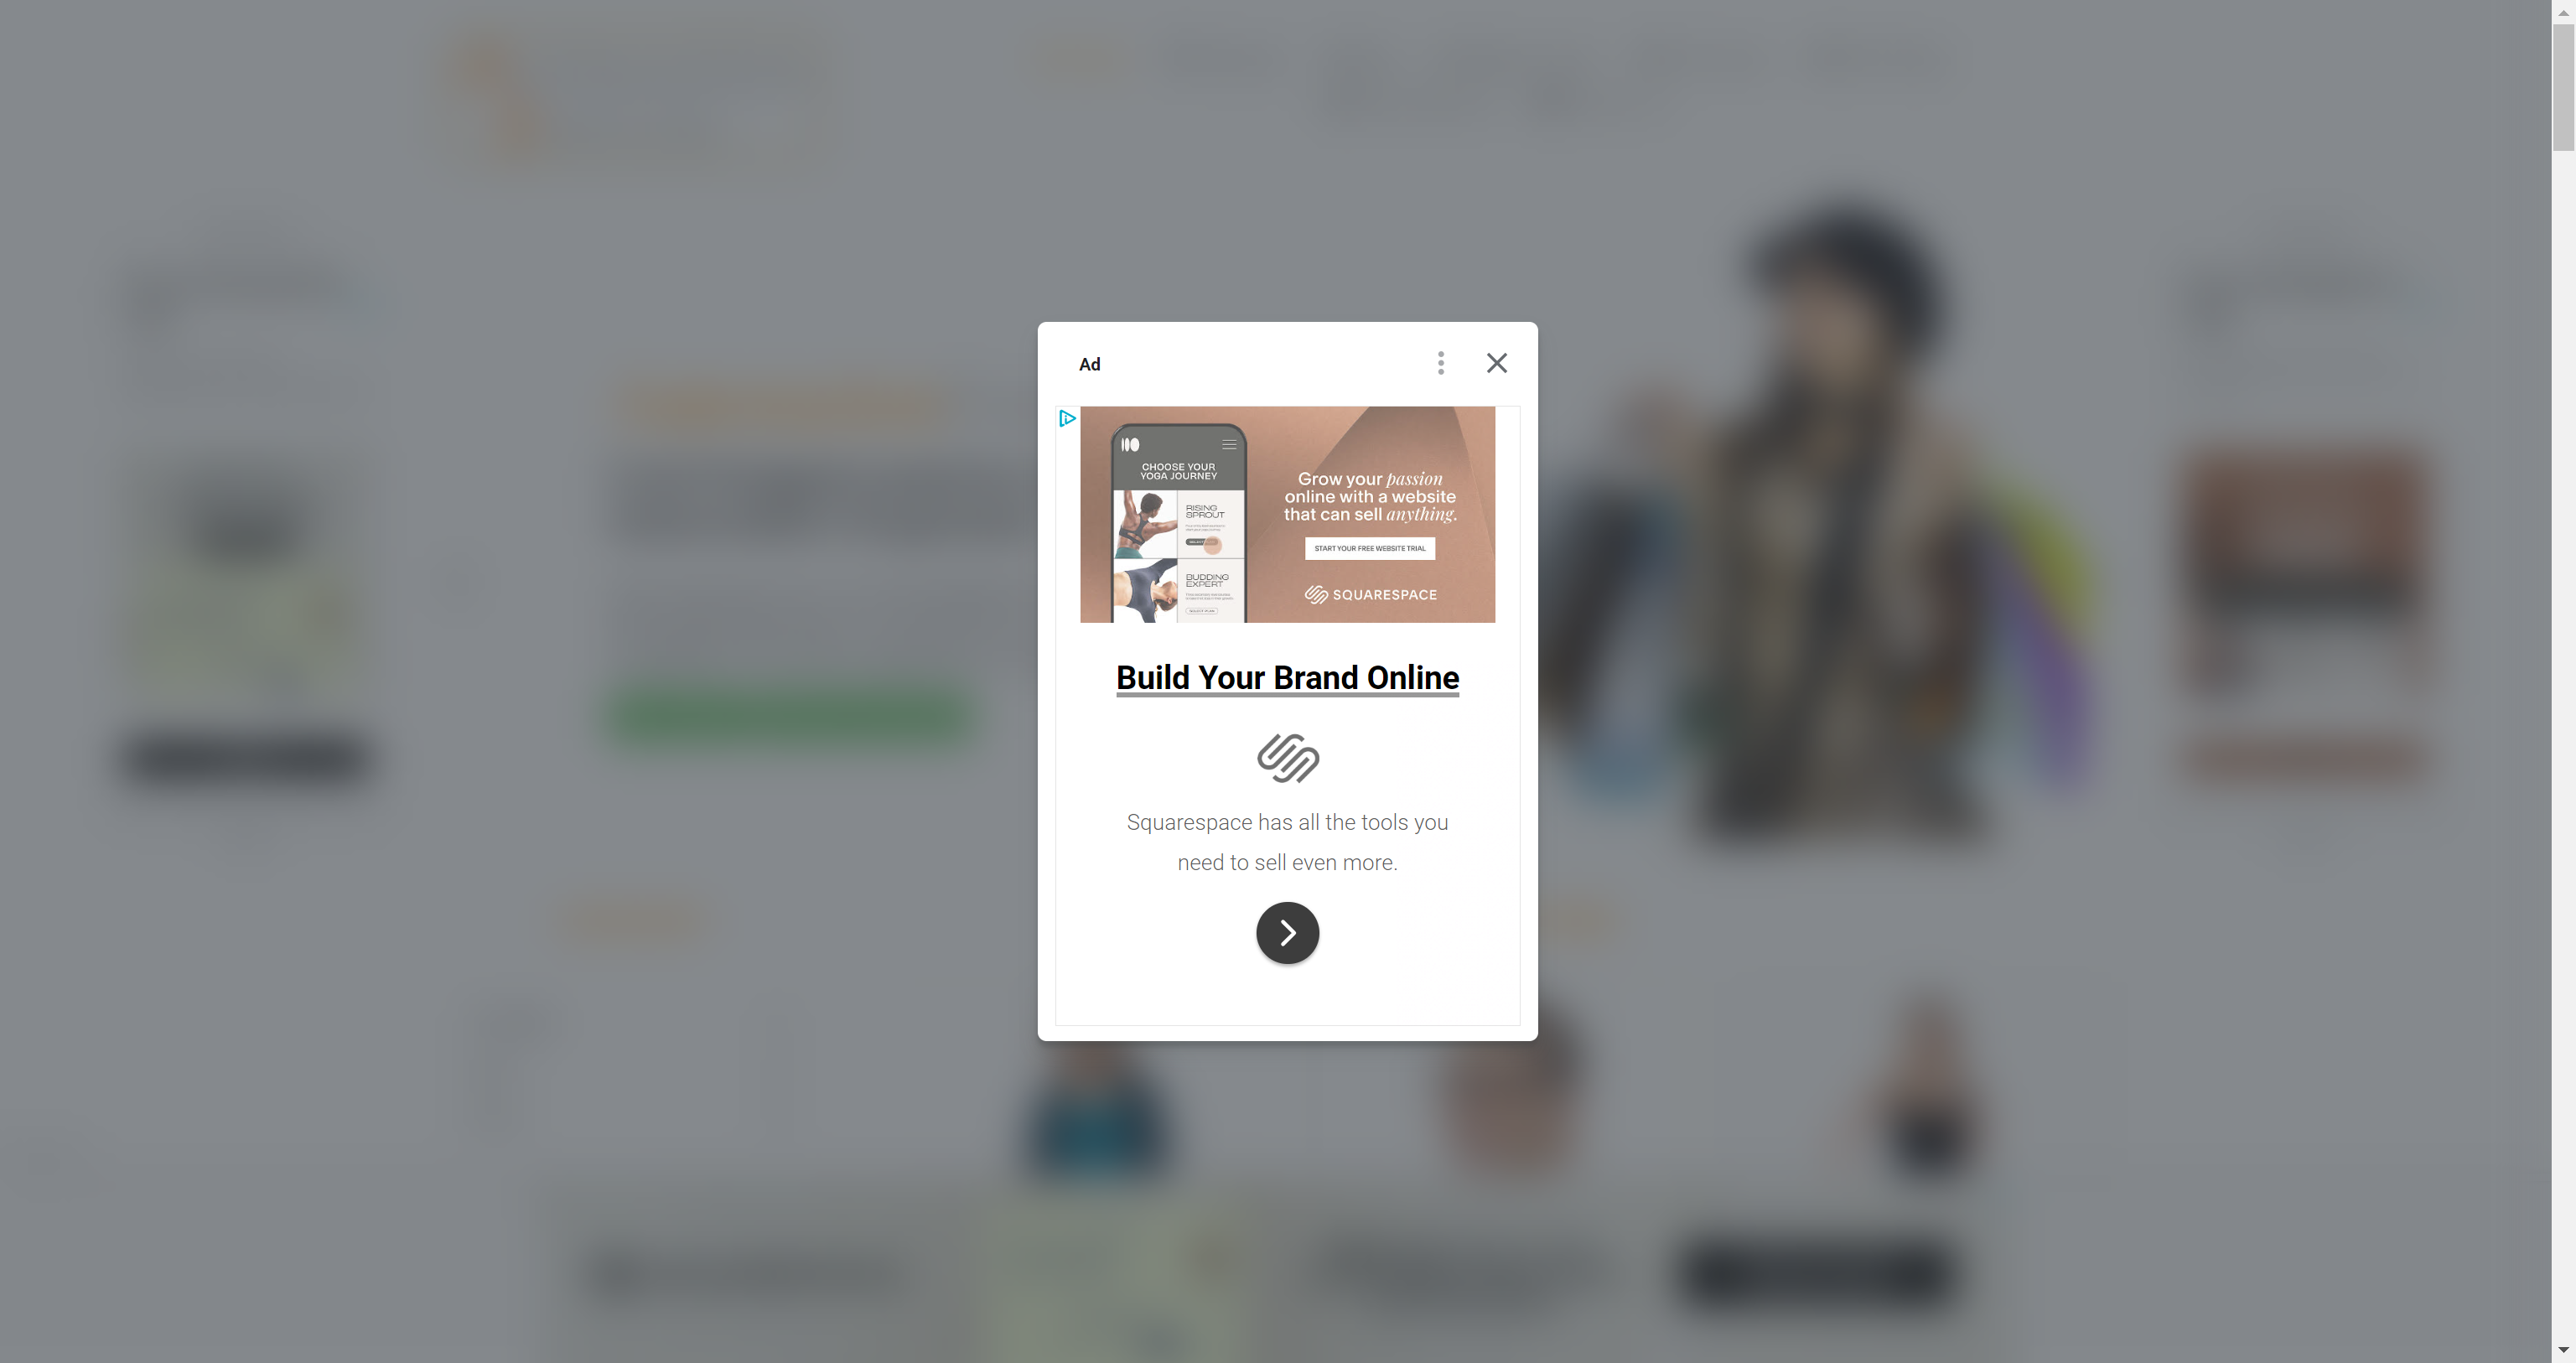 Ad
CHOOSE YOUR
YOGA JOURNEY
RISING
SPROUT
BUDDING
EXPERT
SELECT PLAN
Grow your passion
online with a website
that can sell anything.
START YOUR FREE WEBSITE TRIAL
SQUARESPACE
Build Your Brand Online
Squarespace has all the tools you
need to sell even more.